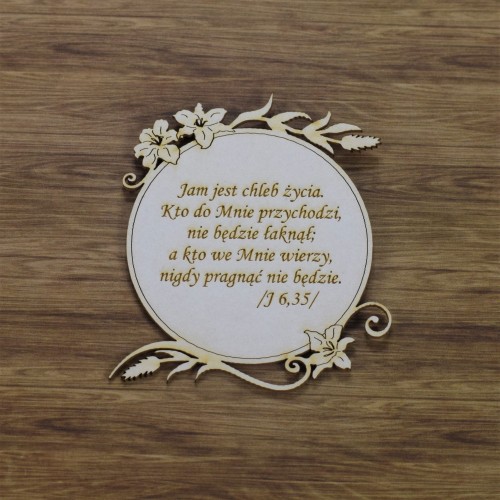 Jam jest chleb życia.
Kto do Mnie przychodzi,
nie będzie łaknął;
a kto we Mnie wierzy,
nigdy pragnąć nie będzie.
/J 6,35/